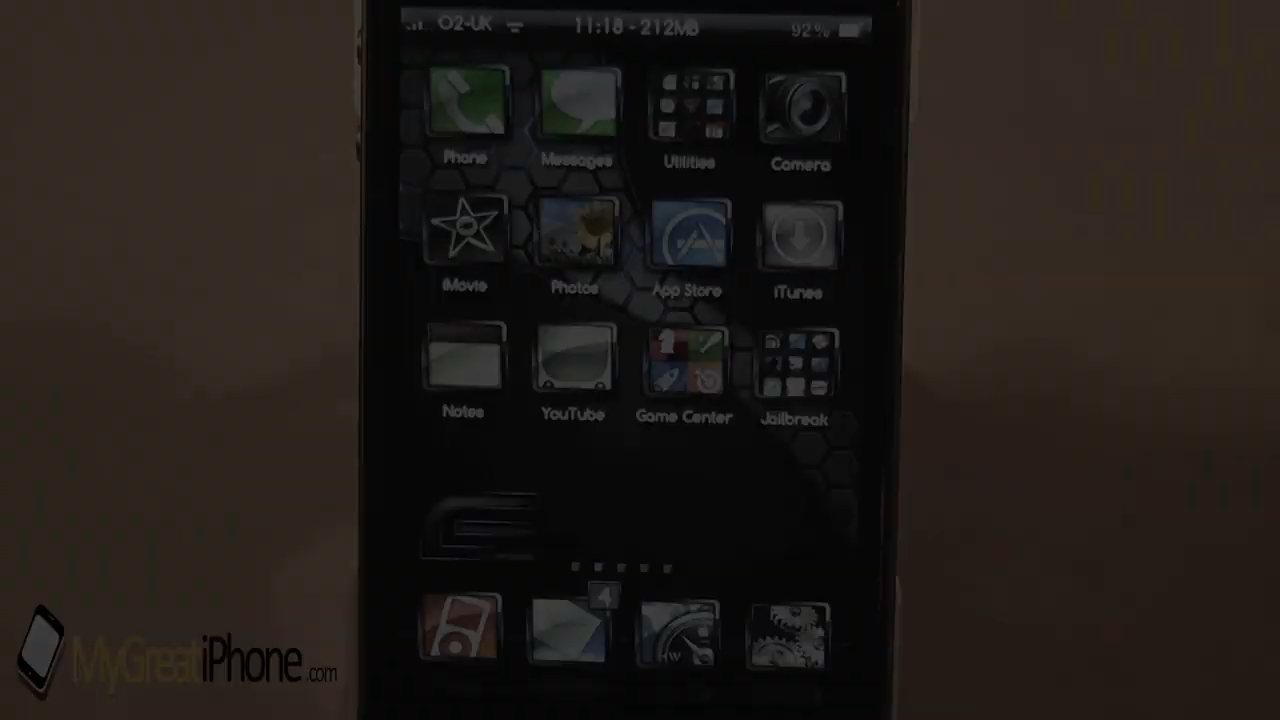 O2-UK 11:18 - 212MB 92%
Phone Messages Utilities Camera
iMovie Photos App Store iTunes
Notes YouTube Game Center Jailbreak
4
W
MyGreatiPhone.com